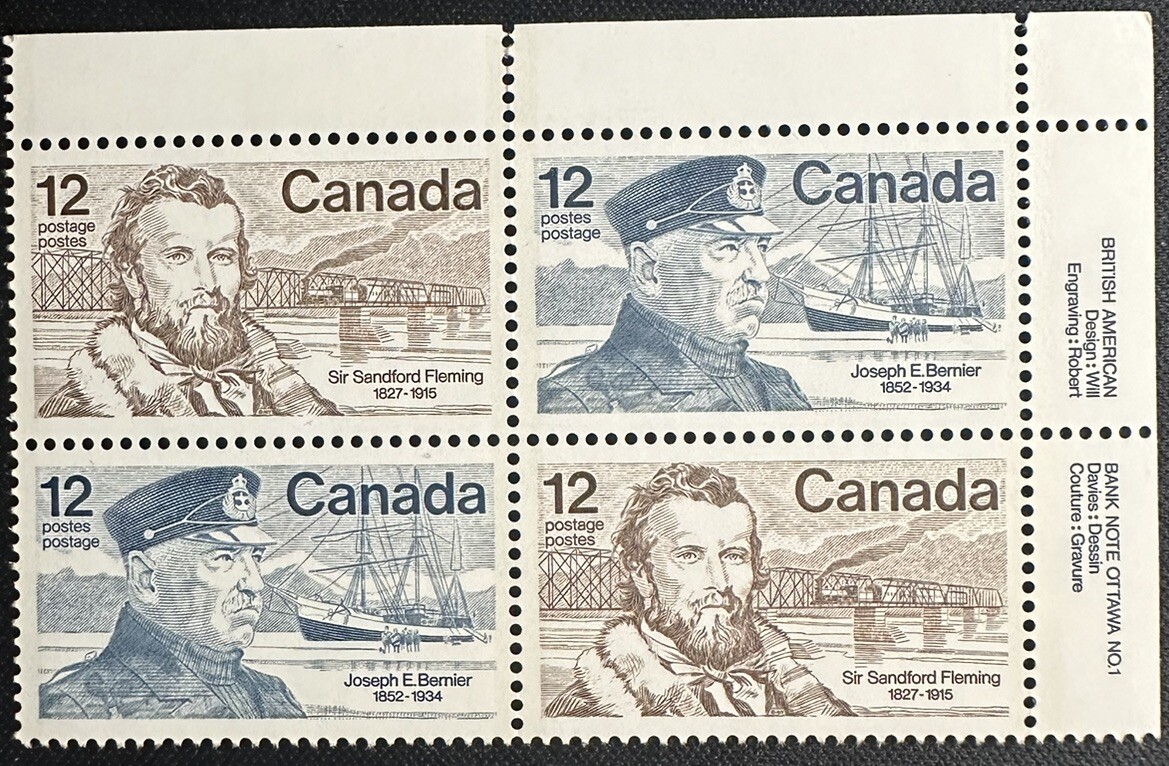 12
Canada
postage
postes
Sir Sandford Fleming
1827-1915
12
Canada
postes
postage
Joseph E. Bernier
1852-1934
12
Canada
postes
postage
Joseph E. Bernier
1852-1934
12
Canada
postage
postes
Sir Sandford Fleming
1827-1915
BRITISH AMERICAN BANK NOTE OTTAWA NO.1
Design : Will Davies : Dessin
Engraving : Robert Couture : Gravure